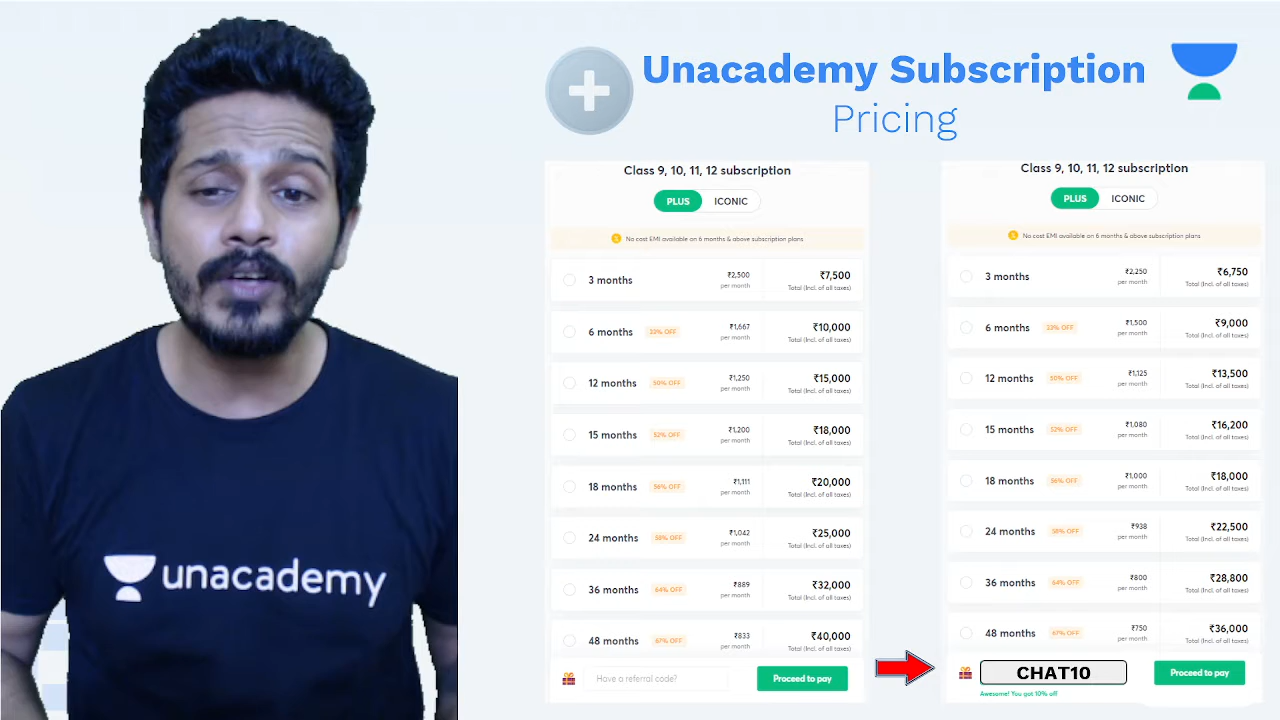 Unacademy Subscription
Pricing
unacademy
Class 9, 10, 11, 12 subscription
PLUS ICONIC
No cost EMI available on 6 months & above subscription plans
3 months ₹2,500 per month ₹7,500 Total (Incl. of all taxes)
6 months 33% OFF ₹1,667 per month ₹10,000 Total (Incl. of all taxes)
12 months 50% OFF ₹1,250 per month ₹15,000 Total (Incl. of all taxes)
15 months 52% OFF ₹1,200 per month ₹18,000 Total (Incl. of all taxes)
18 months 56% OFF ₹1,111 per month ₹20,000 Total (Incl. of all taxes)
24 months 58% OFF ₹1,042 per month ₹25,000 Total (Incl. of all taxes)
36 months 64% OFF ₹889 per month ₹32,000 Total (Incl. of all taxes)
48 months 67% OFF ₹833 per month ₹40,000 Total (Incl. of all taxes)
Have a referral code? Proceed to pay
Class 9, 10, 11, 12 subscription
PLUS ICONIC
No cost EMI available on 6 months & above subscription plans
3 months ₹2,250 per month ₹6,750 Total (Incl. of all taxes)
6 months 33% OFF ₹1,500 per month ₹9,000 Total (Incl. of all taxes)
12 months 50% OFF ₹1,125 per month ₹13,500 Total (Incl. of all taxes)
15 months 52% OFF ₹1,080 per month ₹16,200 Total (Incl. of all taxes)
18 months 56% OFF ₹1,000 per month ₹18,000 Total (Incl. of all taxes)
24 months 58% OFF ₹938 per month ₹22,500 Total (Incl. of all taxes)
36 months 64% OFF ₹800 per month ₹28,800 Total (Incl. of all taxes)
48 months 67% OFF ₹750 per month ₹36,000 Total (Incl. of all taxes)
CHAT10 Proceed to pay
Awesome! You got 10% off